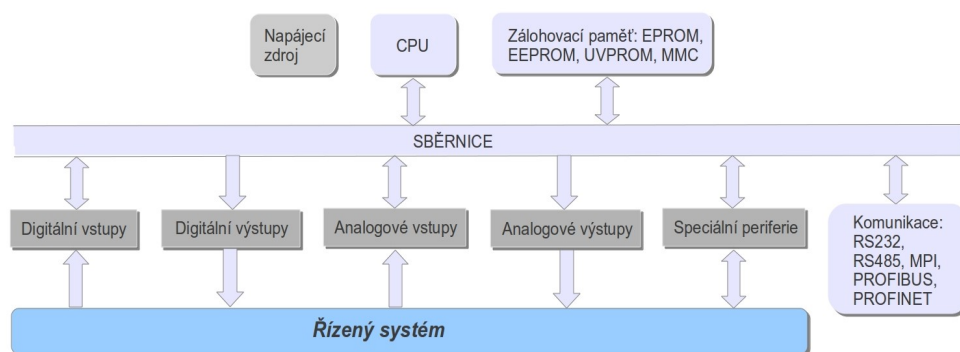 Napájecí
zdroj
CPU
Zálohovací paměť: EPROM,
EEPROM, UVPROM, MMC
SBĚRNICE
Digitální vstupy
Digitální výstupy
Analogové vstupy
Analogové výstupy
Speciální periferie
Komunikace:
RS232,
RS485, MPI,
PROFIBUS,
PROFINET
Řízený systém